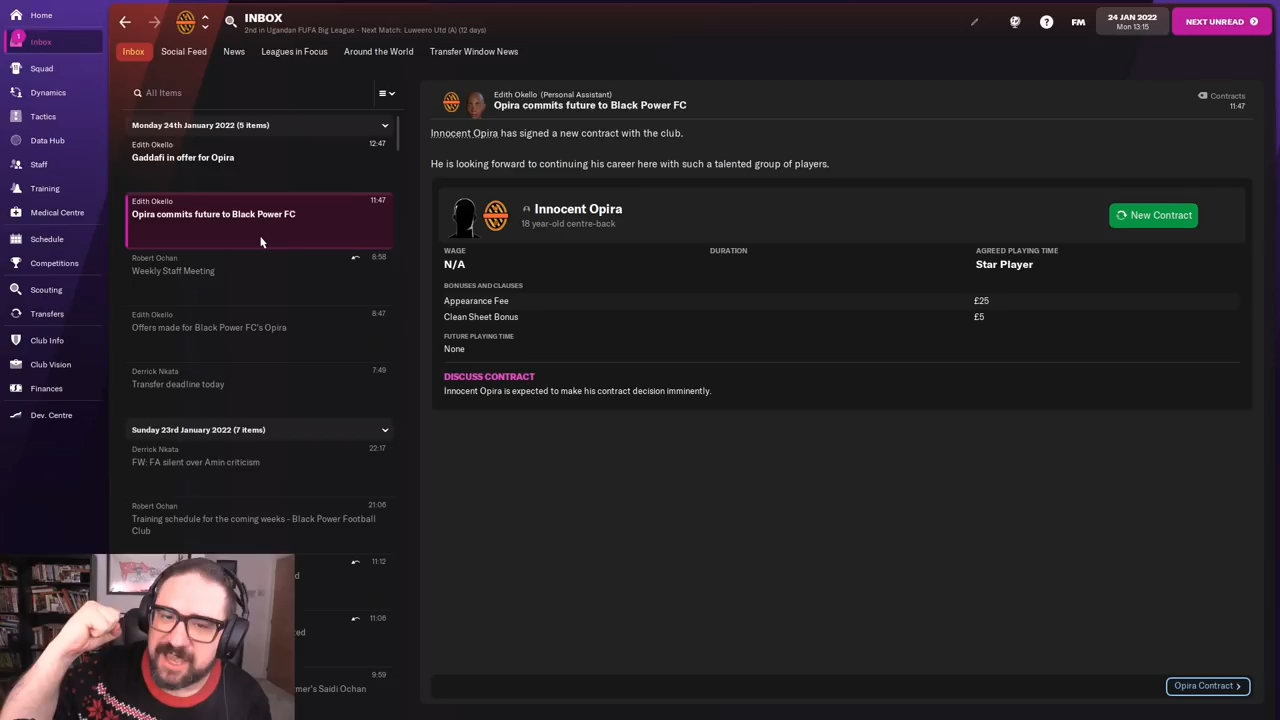 Home
INBOX
2nd in Ugandan FUFA Big League - Next Match: Luweero Utd (A) (12 days)
FM
24 JAN 2022
Mon 13:15
NEXT UNREAD
1
Inbox
Squad
Dynamics
Tactics
Data Hub
Staff
Training
Medical Centre
Schedule
Competitions
Scouting
Transfers
Club Info
Club Vision
Finances
Dev. Centre
Inbox
Social Feed
News
Leagues in Focus
Around the World
Transfer Window News
All Items
Monday 24th January 2022 (5 items)
Edith Okello 12:47
Gaddafi in offer for Opira
Edith Okello 11:47
Opira commits future to Black Power FC
Robert Ochan 8:58
Weekly Staff Meeting
Edith Okello 8:47
Offers made for Black Power FC's Opira
Derrick Nkata 7:49
Transfer deadline today
Sunday 23rd January 2022 (7 items)
Derrick Nkata 22:17
FW: FA silent over Amin criticism
Robert Ochan 21:06
Training schedule for the coming weeks - Black Power Football
Club
11:12
11:06
9:59
Saidi Ochan
Edith Okello (Personal Assistant)
Opira commits future to Black Power FC
Contracts
11:47
Innocent Opira has signed a new contract with the club.
He is looking forward to continuing his career here with such a talented group of players.
Innocent Opira
18 year-old centre-back
New Contract
WAGE DURATION AGREED PLAYING TIME
N/A Star Player
BONUSES AND CLAUSES
Appearance Fee £25
Clean Sheet Bonus £5
FUTURE PLAYING TIME
None
DISCUSS CONTRACT
Innocent Opira is expected to make his contract decision imminently.
Opira Contract